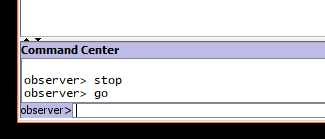 Command Center
observer> stop
observer> go
observer>